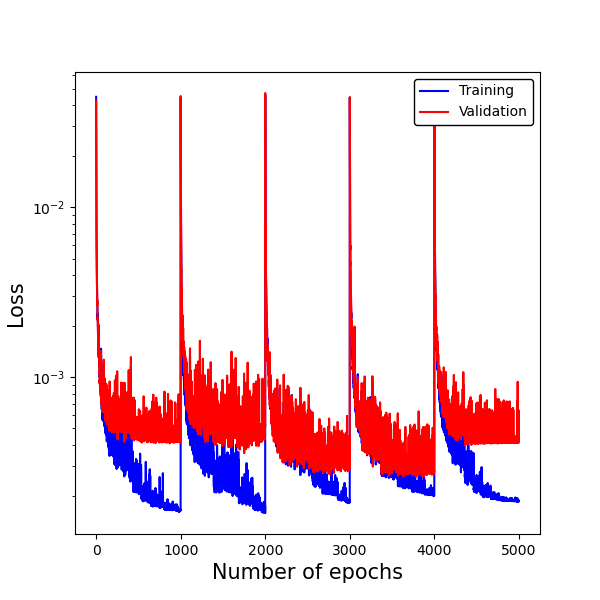 Training
Validation
10⁻²
10⁻³
Loss
0 1000 2000 3000 4000 5000
Number of epochs